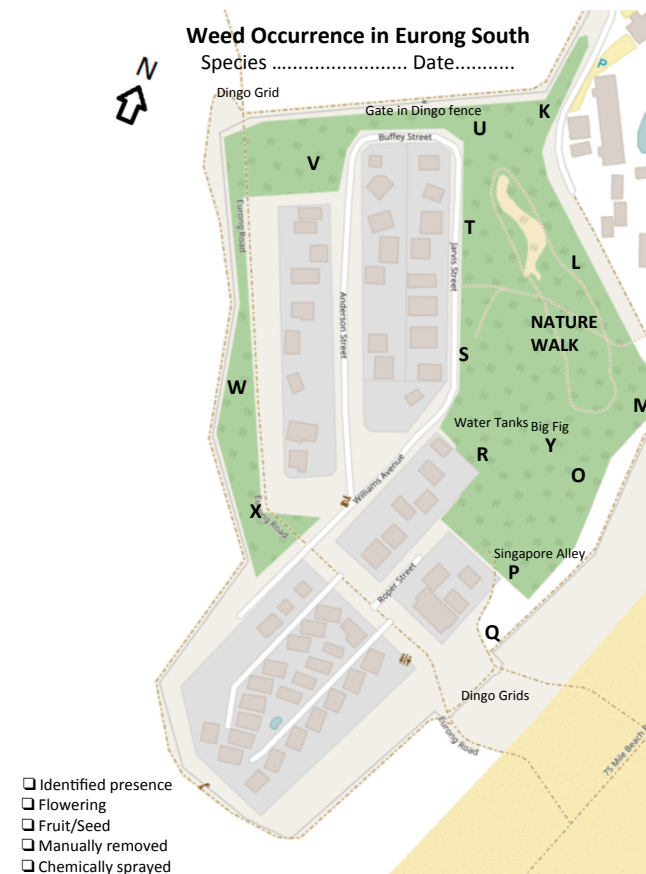 Weed Occurrence in Eurong South
Species ........................ Date...........
N
Dingo Grid
P
Gate in Dingo fence
K
U
Buffey Street
V
Eurong Road
T
Jarvis Street
L
Anderson Street
NATURE
WALK
S
W
M
Water Tanks
Big Fig
Y
R
O
Williams Avenue
X
Eurong Road
Singapore Alley
P
Roper Street
Q
Dingo Grids
Eurong Road
75 Mile Beach
❑ Identified presence
❑ Flowering
❑ Fruit/Seed
❑ Manually removed
❑ Chemically sprayed